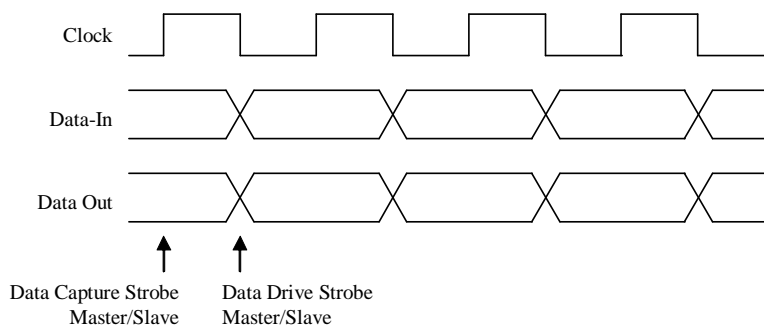 Clock
Data-In
Data Out
Data Capture Strobe
Master/Slave
Data Drive Strobe
Master/Slave